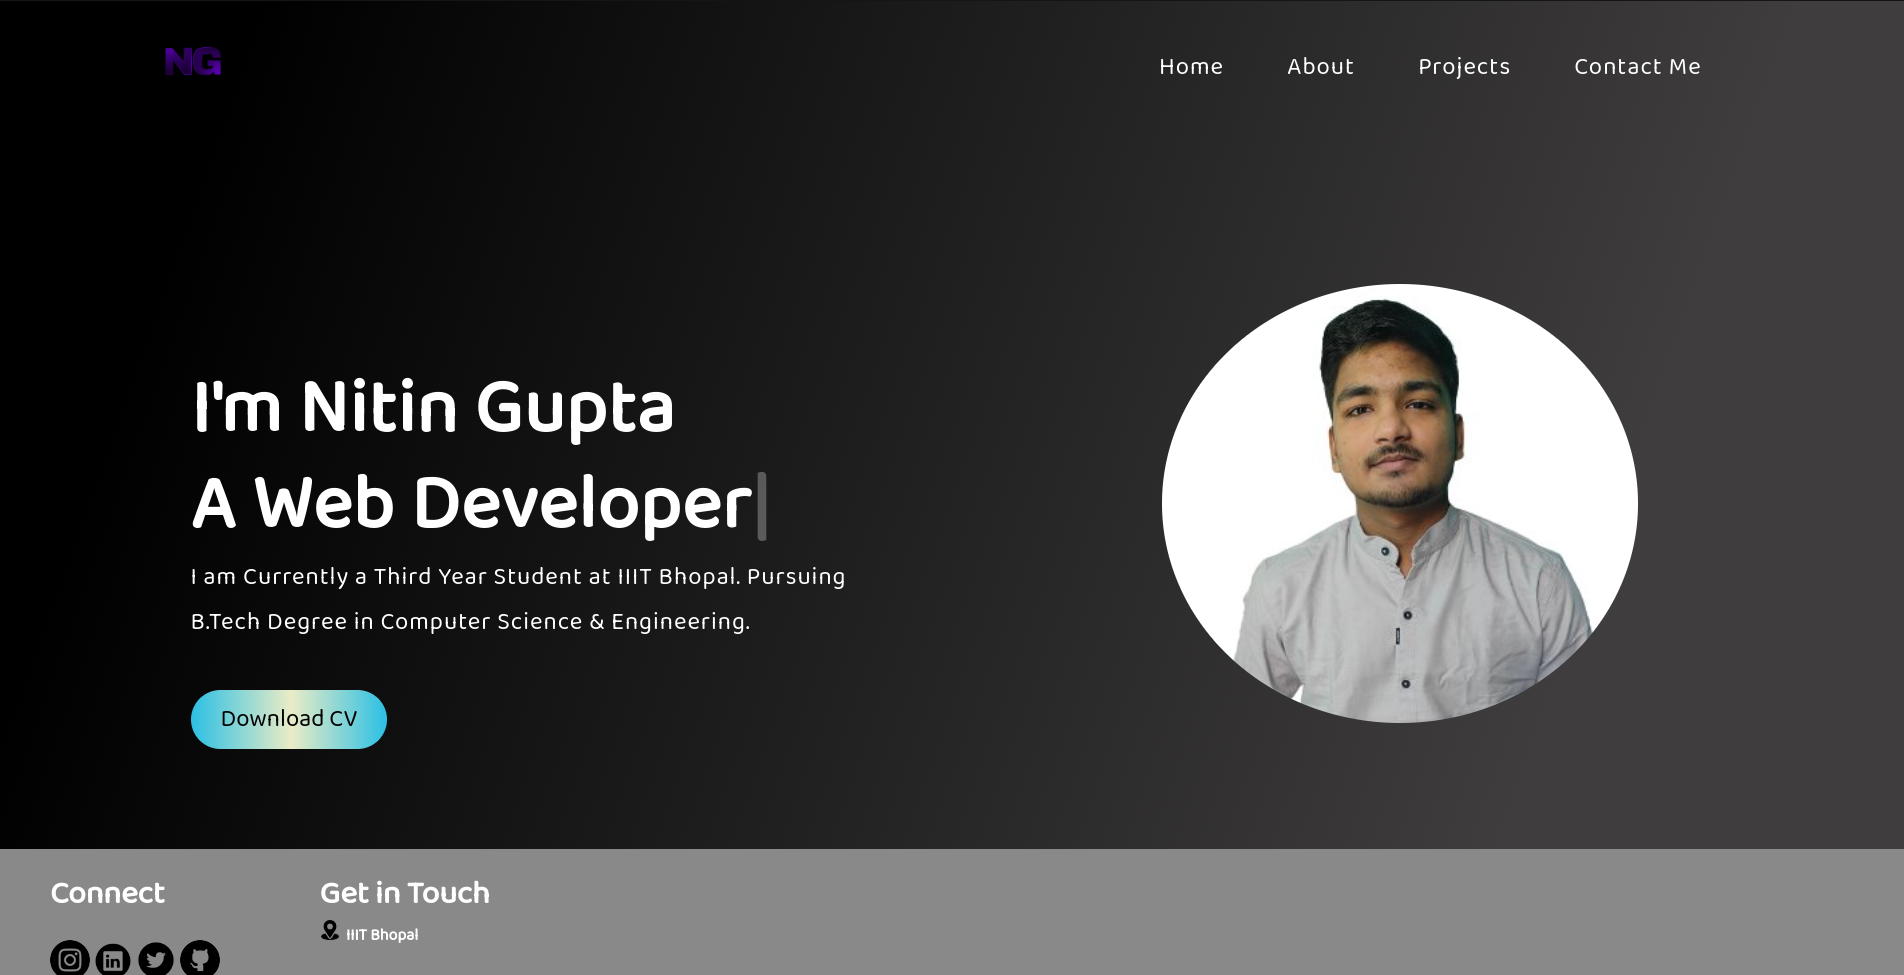 NG
Home About Projects Contact Me
I'm Nitin Gupta
A Web Developer|
I am Currently a Third Year Student at IIIT Bhopal. Pursuing
B.Tech Degree in Computer Science & Engineering.
Download CV
Connect
Get in Touch
IIIT Bhopal